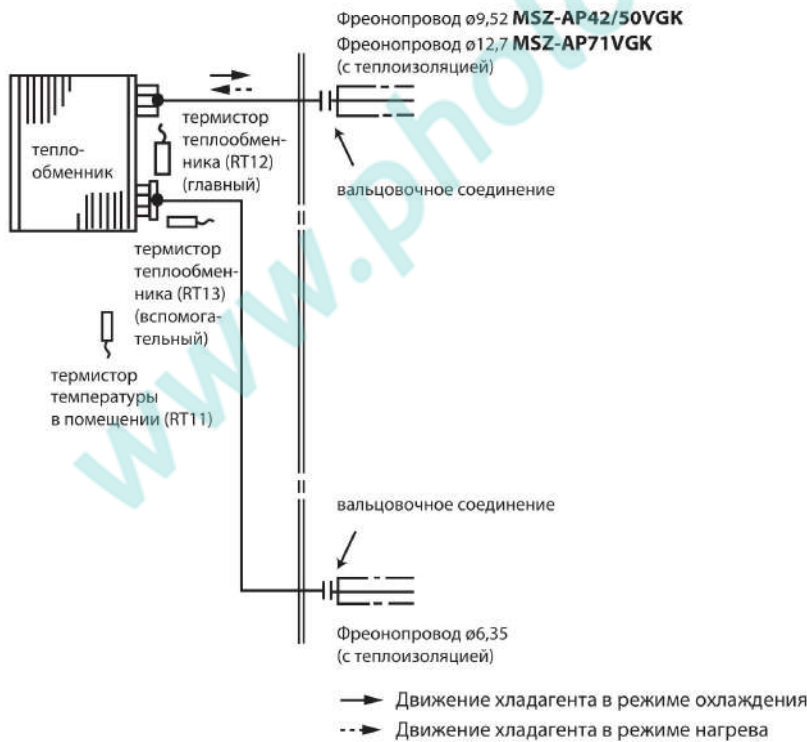 Фреонопровод ø9,52 MSZ-AP42/50VGK
Фреонопровод ø12,7 MSZ-AP71VGK
(с теплоизоляцией)
тепло-
обменник
термистор
теплообмен-
ника (RT12)
(главный)
вальцовочное соединение
термистор
теплообмен-
ника (RT13)
(вспомога-
тельный)
термистор
температуры
в помещении (RT11)
вальцовочное соединение
Фреонопровод ø6,35
(с теплоизоляцией)
Движение хладагента в режиме охлаждения
Движение хладагента в режиме нагрева